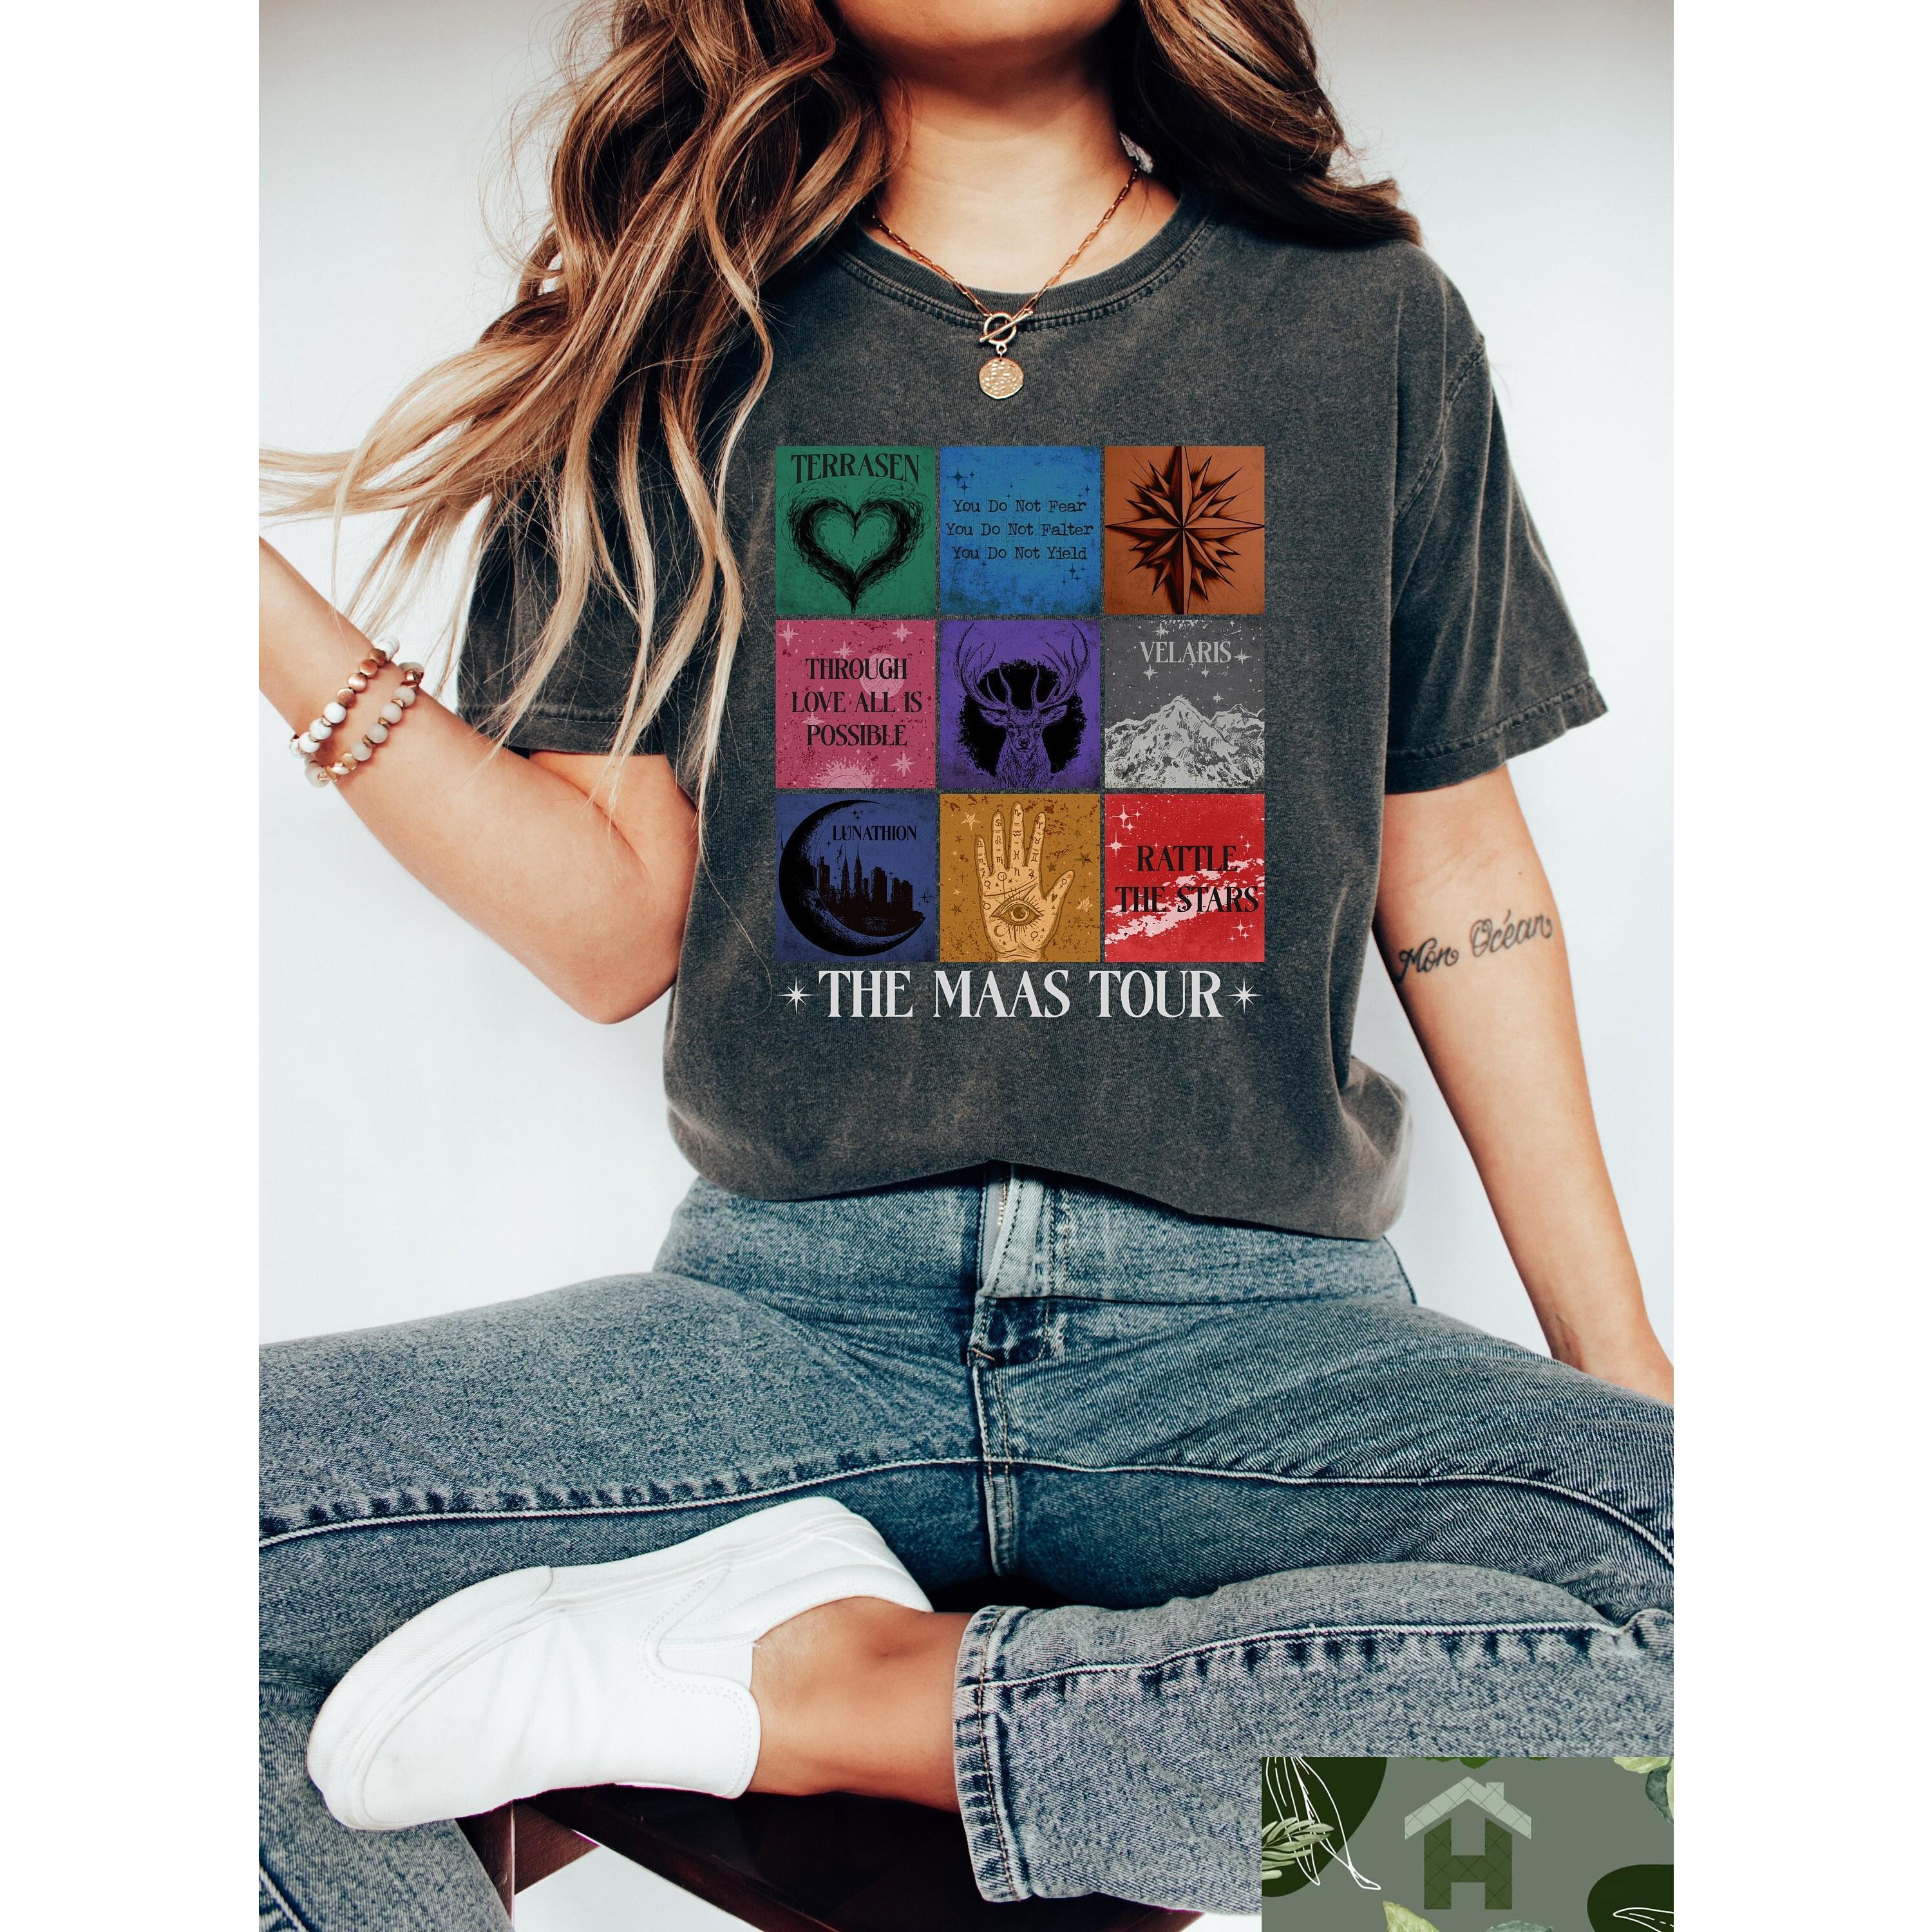 TERRASEN
You Do Not Fear
You Do Not Falter
You Do Not Yield
THROUGH
LOVE ALL IS
POSSIBLE
VELARIS
LUNATHION
RATTLE
THE STARS
THE MAAS TOUR
Mon Océan
H